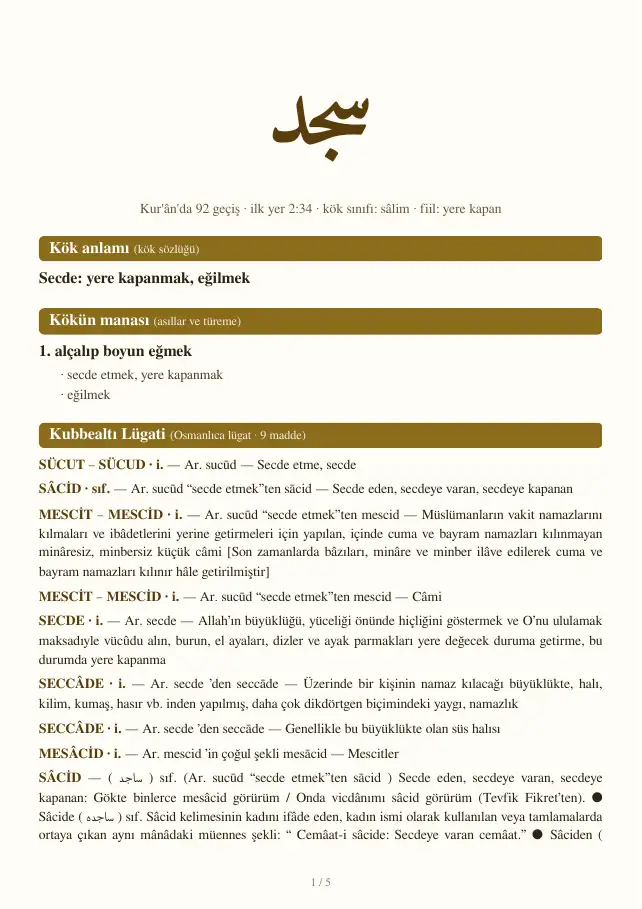 سجد
Kur'ân'da 92 geçiş · ilk yer 2:34 · kök sınıfı: sâlim · fiil: yere kapan
Kök anlamı (kök sözlüğü)
Secde: yere kapanmak, eğilmek
Kökün manası (asıllar ve türeme)
1. alçalıp boyun eğmek
· secde etmek, yere kapanmak
· eğilmek
Kubbealtı Lügati (Osmanlıca lügat · 9 madde)
SÜCUT – SÜCUD · i. — Ar. sucūd — Secde etme, secde
SÂCİD · sıf. — Ar. sucūd “secde etmek”ten sācid — Secde eden, secdeye varan, secdeye kapanan
MESCİT – MESCİD · i. — Ar. sucūd “secde etmek”ten mescid — Müslümanların vakit namazlarını
kılmaları ve ibâdetlerini yerine getirmeleri için yapılan, içinde cuma ve bayram namazları kılınmayan
minâresiz, minbersiz küçük câmi [Son zamanlarda bâzıları, minâre ve minber ilâve edilerek cuma ve
bayram namazları kılınır hâle getirilmiştir]
MESCİT – MESCİD · i. — Ar. sucūd “secde etmek”ten mescid — Câmi
SECDE · i. — Ar. secde — Allah’ın büyüklüğü, yüceliği önünde hiçliğini göstermek ve O’nu ululamak
maksadıyle vücûdu alın, burun, el ayaları, dizler ve ayak parmakları yere değecek duruma getirme, bu
durumda yere kapanma
SECCÂDE · i. — Ar. secde ’den seccāde — Üzerinde bir kişinin namaz kılacağı büyüklükte, halı,
kilim, kumaş, hasır vb. inden yapılmış, daha çok dikdörtgen biçimindeki yaygı, namazlık
SECCÂDE · i. — Ar. secde ’den seccāde — Genellikle bu büyüklükte olan süs halısı
MESÂCİD · i. — Ar. mescid ’in çoğul şekli mesācid — Mescitler
SÂCİD — ( ساجد ) sıf. (Ar. sucūd “secde etmek”ten sācid ) Secde eden, secdeye varan, secdeye
kapanan: Gökte binlerce mesâcid görürüm / Onda vicdânımı sâcid görürüm (Tevfik Fikret’ten). ●
Sâcide ( ساجده ) sıf. Sâcid kelimesinin kadını ifâde eden, kadın ismi olarak kullanılan veya tamlamalarda
ortaya çıkan aynı mânâdaki müennes şekli: “ Cemâat-i sâcide: Secdeye varan cemâat.” ● Sâciden (
1 / 5